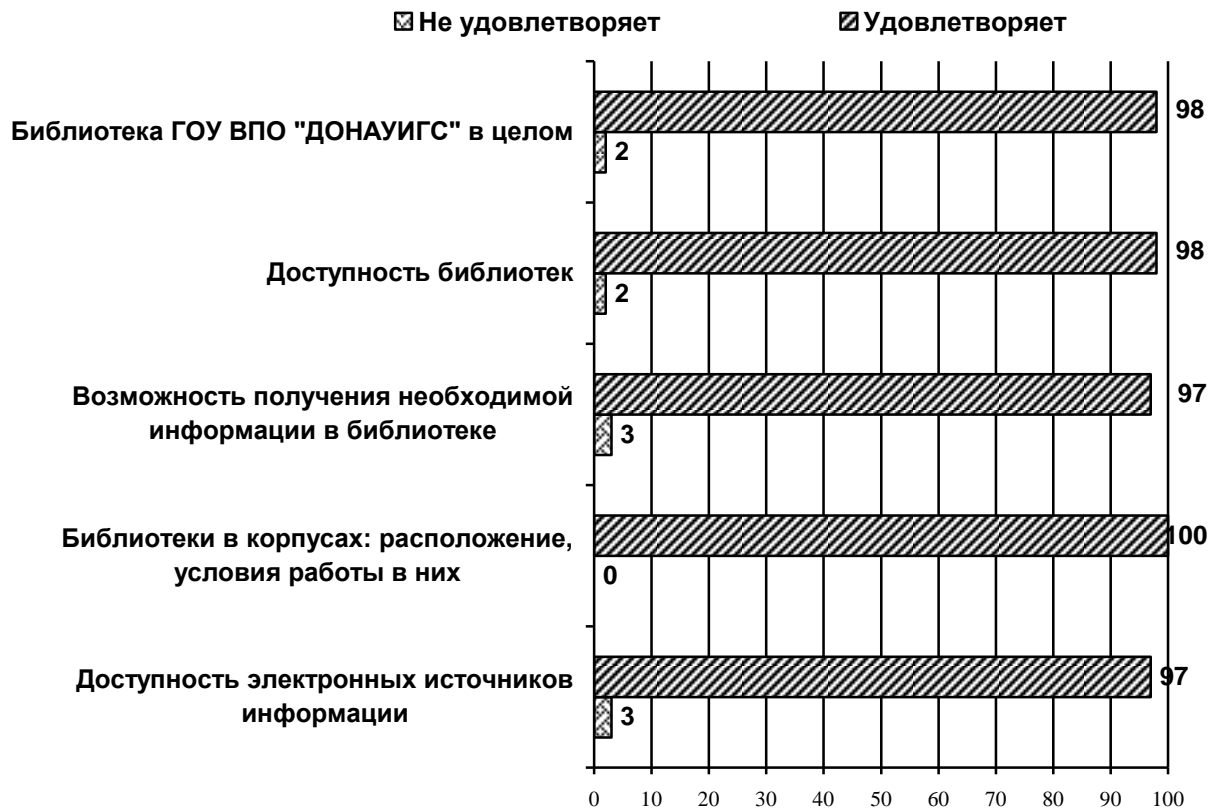 Не удовлетворяет
Удовлетворяет
Библиотека ГОУ ВПО "ДОНАУИГС" в целом
98
2
Доступность библиотек
98
2
Возможность получения необходимой
информации в библиотеке
97
3
Библиотеки в корпусах: расположение,
условия работы в них
100
0
Доступность электронных источников
информации
97
3
0 10 20 30 40 50 60 70 80 90 100